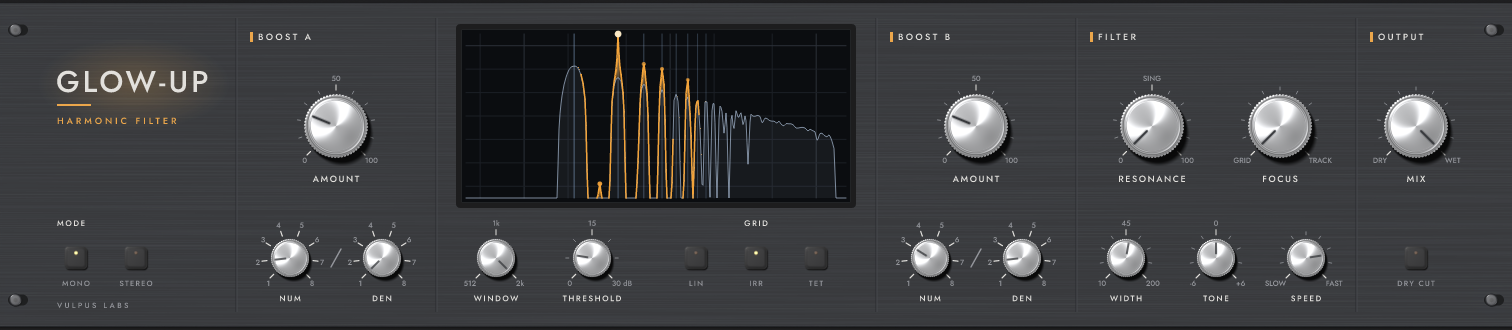 GLOW-UP
HARMONIC FILTER
MODE
MONO STEREO
VULPUS LABS
BOOST A
50
0 100
AMOUNT
1 2 3 4 5 6 7 8
NUM
/
1 2 3 4 5 6 7 8
DEN
1k
512 2k
WINDOW
15
0 30 dB
THRESHOLD
GRID
LIN IRR TET
BOOST B
50
0 100
AMOUNT
1 2 3 4 5 6 7 8
NUM
/
1 2 3 4 5 6 7 8
DEN
FILTER
SING
RESONANCE
GRID TRACK
FOCUS
45
10 200
WIDTH
0
-6 +6
TONE
SLOW FAST
SPEED
OUTPUT
DRY WET
MIX
DRY CUT